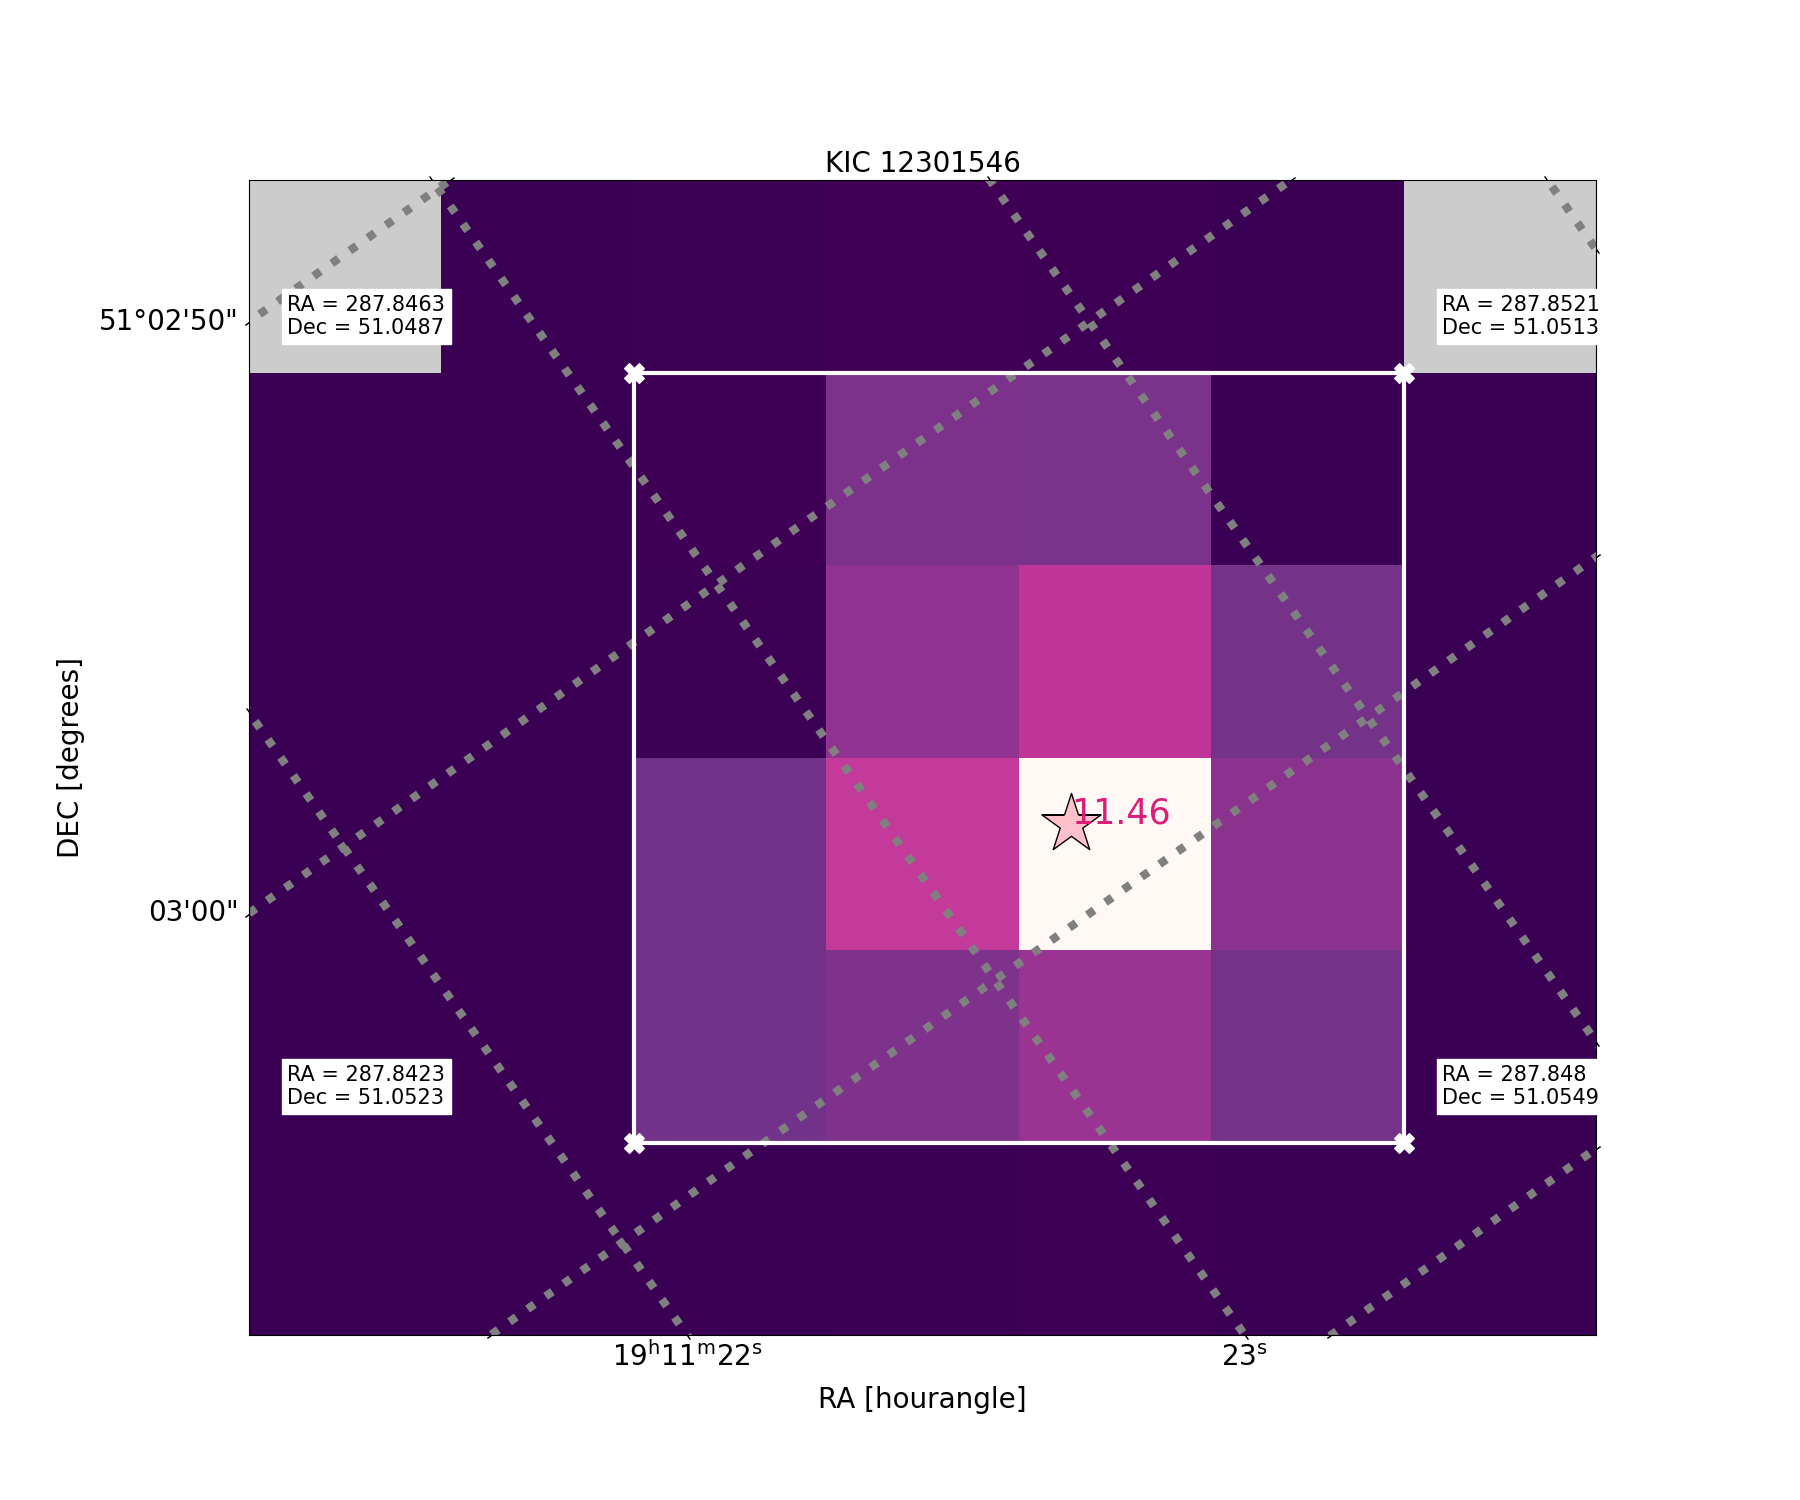 KIC 12301546
51°02'50"
RA = 287.8463
Dec = 51.0487
RA = 287.8521
Dec = 51.0513
DEC [degrees]
11.46
03'00"
RA = 287.8423
Dec = 51.0523
RA = 287.848
Dec = 51.0549
19ʰ11ᵐ22ˢ
23ˢ
RA [hourangle]